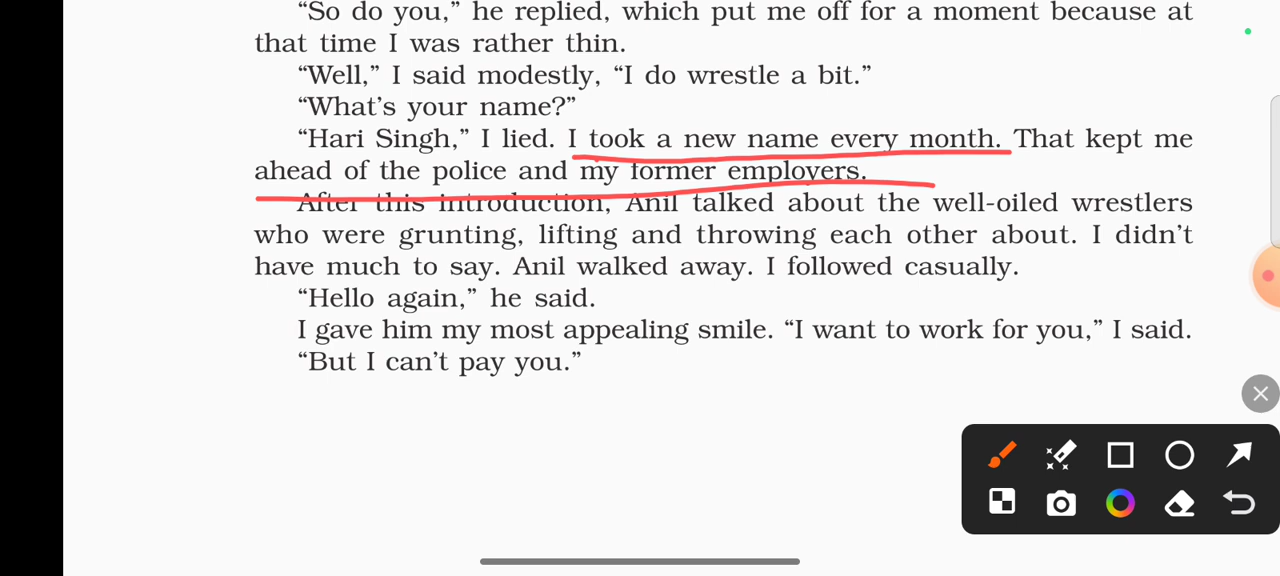 “So do you,” he replied, which put me off for a moment because at
that time I was rather thin.
“Well,” I said modestly, “I do wrestle a bit.”
“What’s your name?”
“Hari Singh,” I lied. I took a new name every month. That kept me
ahead of the police and my former employers.
After this introduction, Anil talked about the well-oiled wrestlers
who were grunting, lifting and throwing each other about. I didn’t
have much to say. Anil walked away. I followed casually.
“Hello again,” he said.
I gave him my most appealing smile. “I want to work for you,” I said.
“But I can’t pay you.”